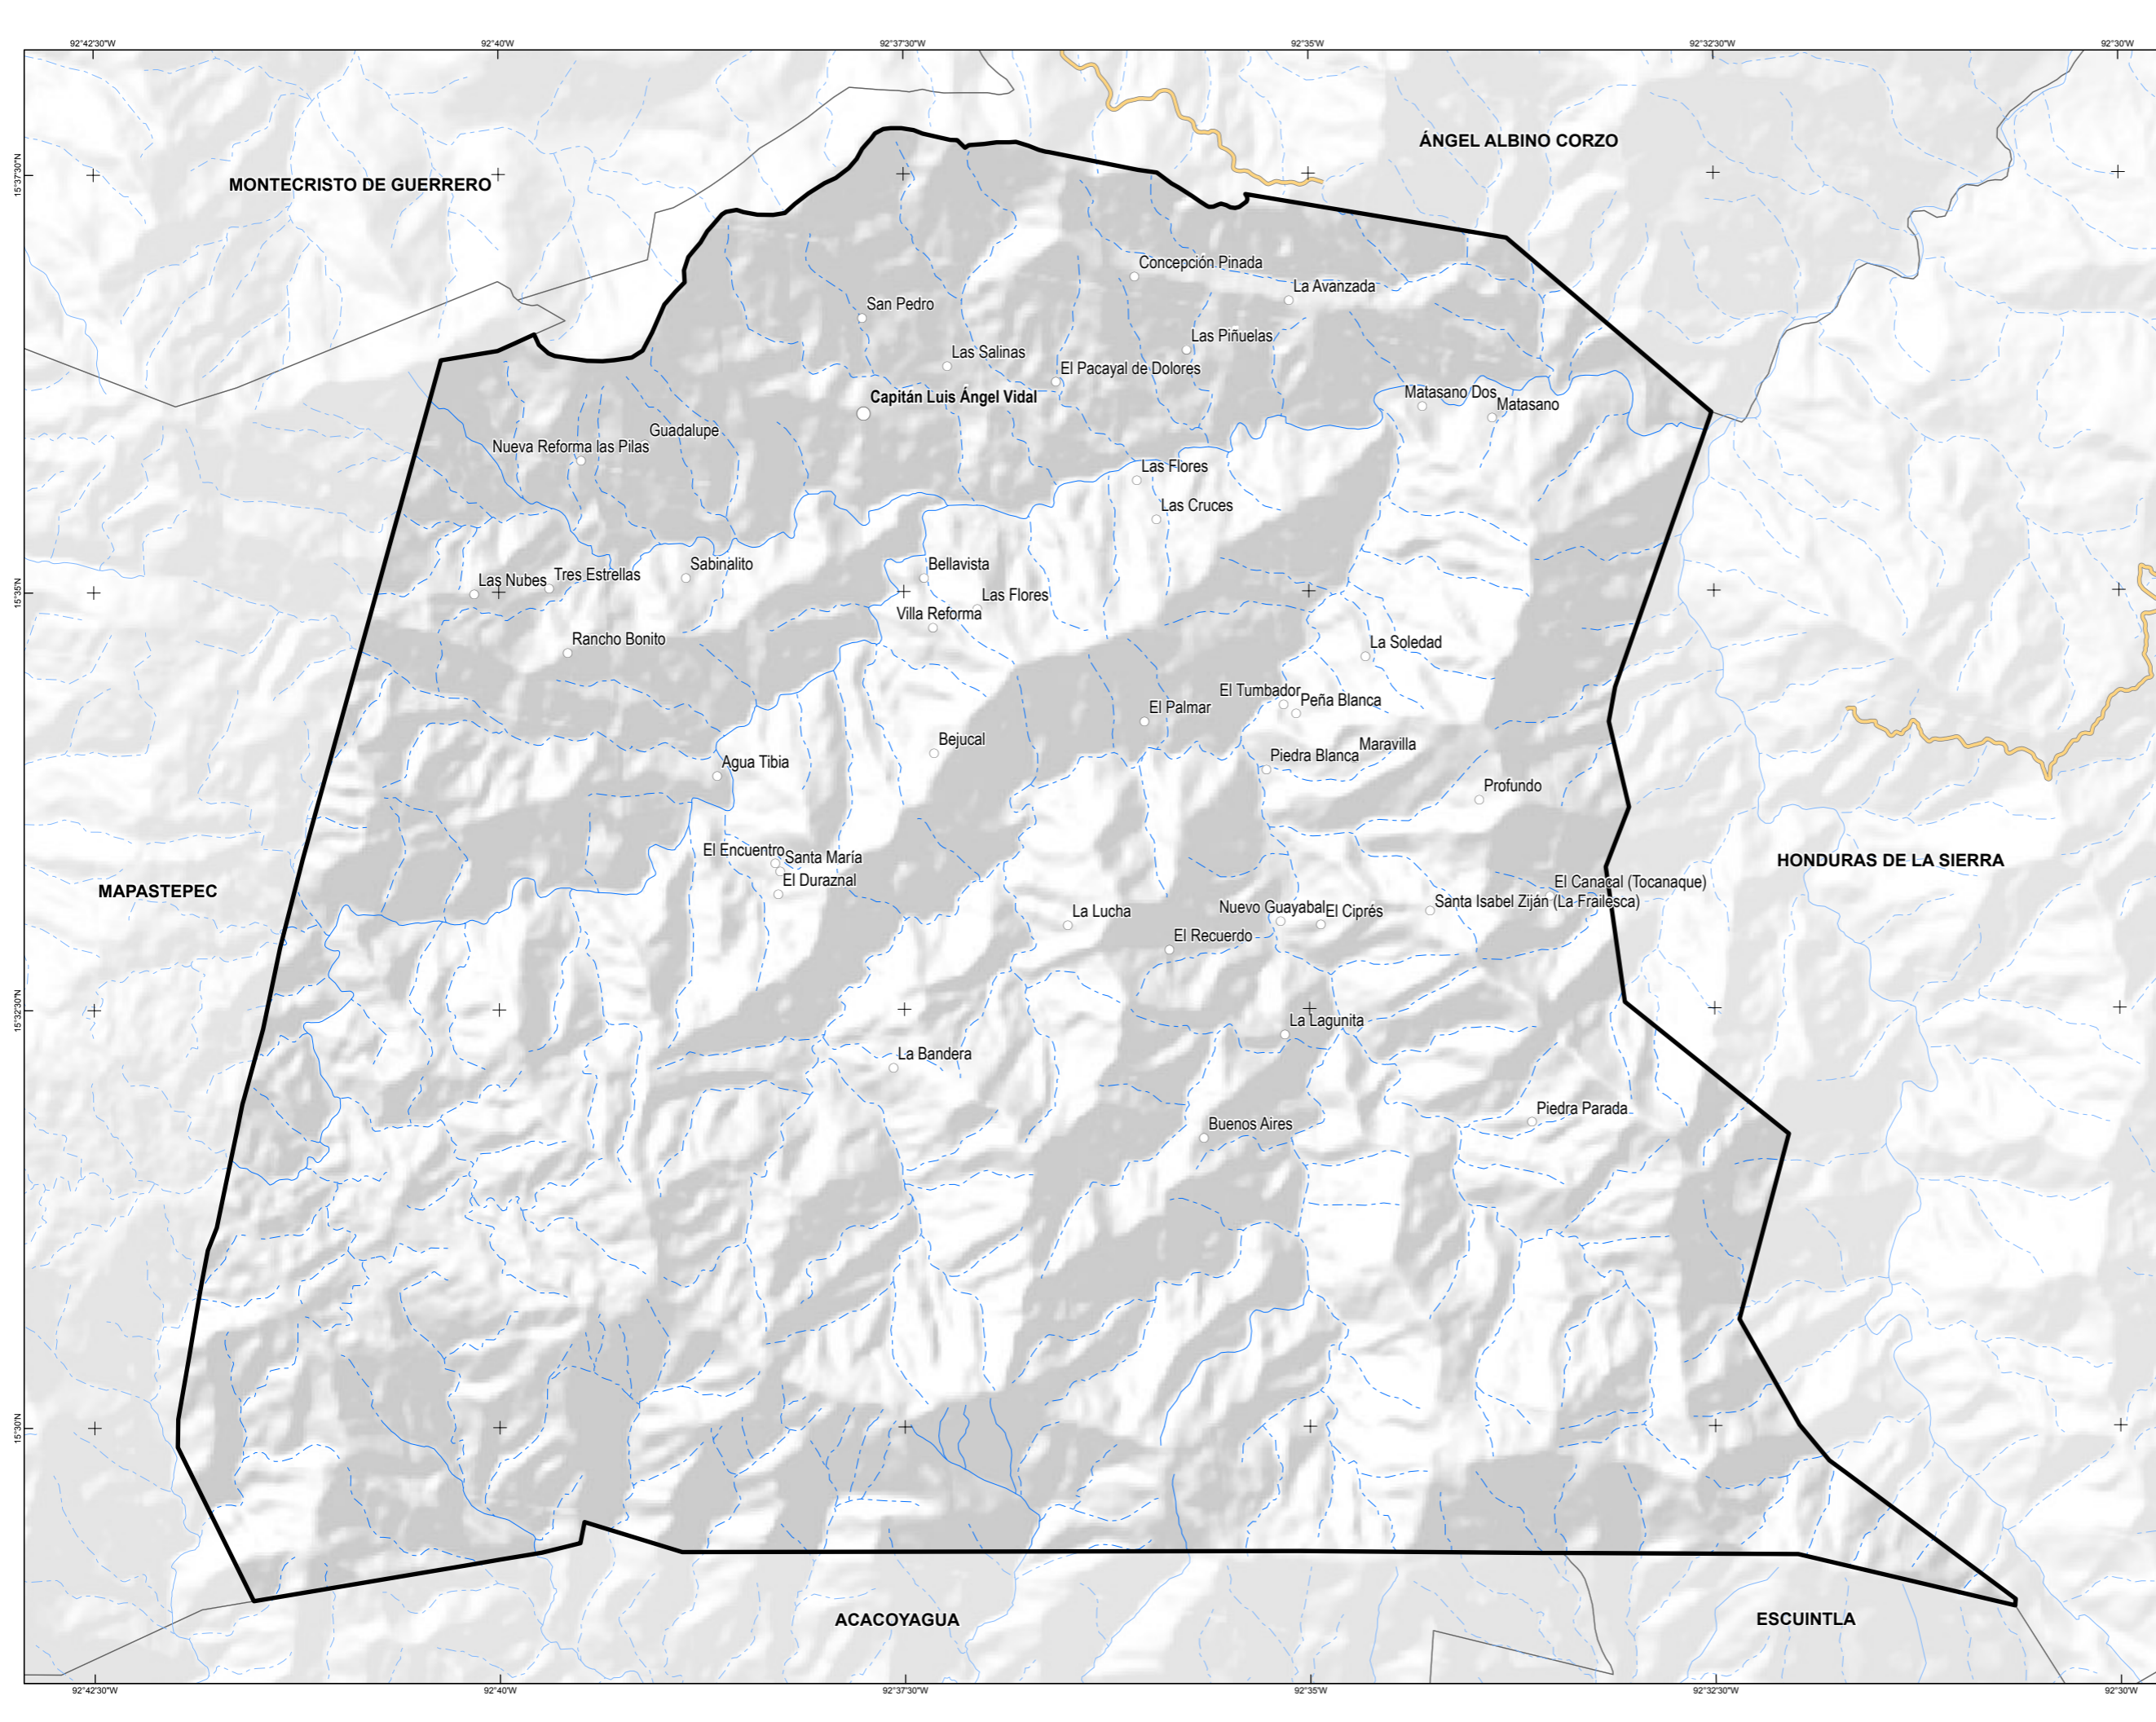 92°42'30"W
92°40'W
92°37'30"W
92°35'W
92°32'30"W
92°30'W
15°37'30"N
ÁNGEL ALBINO CORZO
MONTECRISTO DE GUERRERO
Concepción Pinada
La Avanzada
San Pedro
Las Piñuelas
Las Salinas
El Pacayal de Dolores
Capitán Luis Ángel Vidal
Matasano Dos
Matasano
Guadalupe
Nueva Reforma las Pilas
Las Flores
Las Cruces
15°35'N
Sabinalito
Bellavista
Tres Estrellas
Las Nubes
Las Flores
Villa Reforma
Rancho Bonito
La Soledad
El Tumbador
Peña Blanca
El Palmar
Bejucal
Maravilla
Piedra Blanca
Agua Tibia
Profundo
El Encuentro
Santa María
El Duraznal
HONDURAS DE LA SIERRA
MAPASTEPEC
El Canacal (Tocanaque)
Santa Isabel Ziján (La Frailesca)
La Lucha
Nuevo Guayabal
El Ciprés
El Recuerdo
15°32'30"N
La Lagunita
La Bandera
Piedra Parada
Buenos Aires
15°30'N
ACACOYAGUA
ESCUINTLA
92°42'30"W
92°40'W
92°37'30"W
92°35'W
92°32'30"W
92°30'W